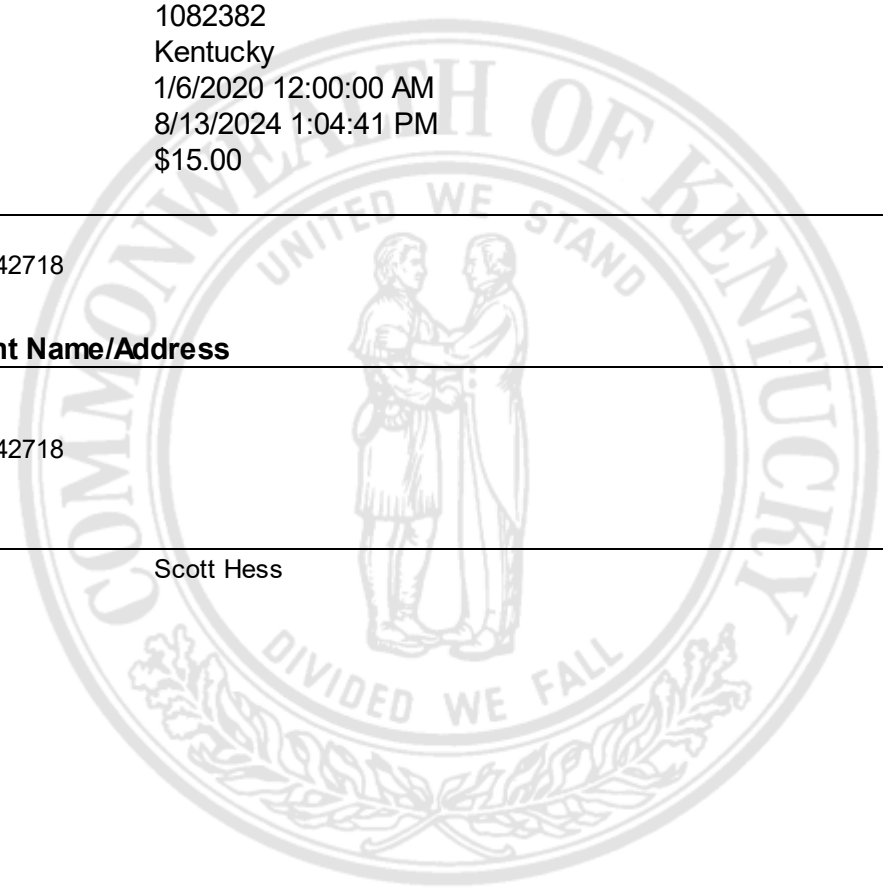 1082382
Kentucky
1/6/2020 12:00:00 AM
8/13/2024 1:04:41 PM
$15.00
42718
nt Name/Address
42718
Scott Hess
COMMONWEALTH OF KENTUCKY
UNITED WE STAND
DIVIDED WE FALL